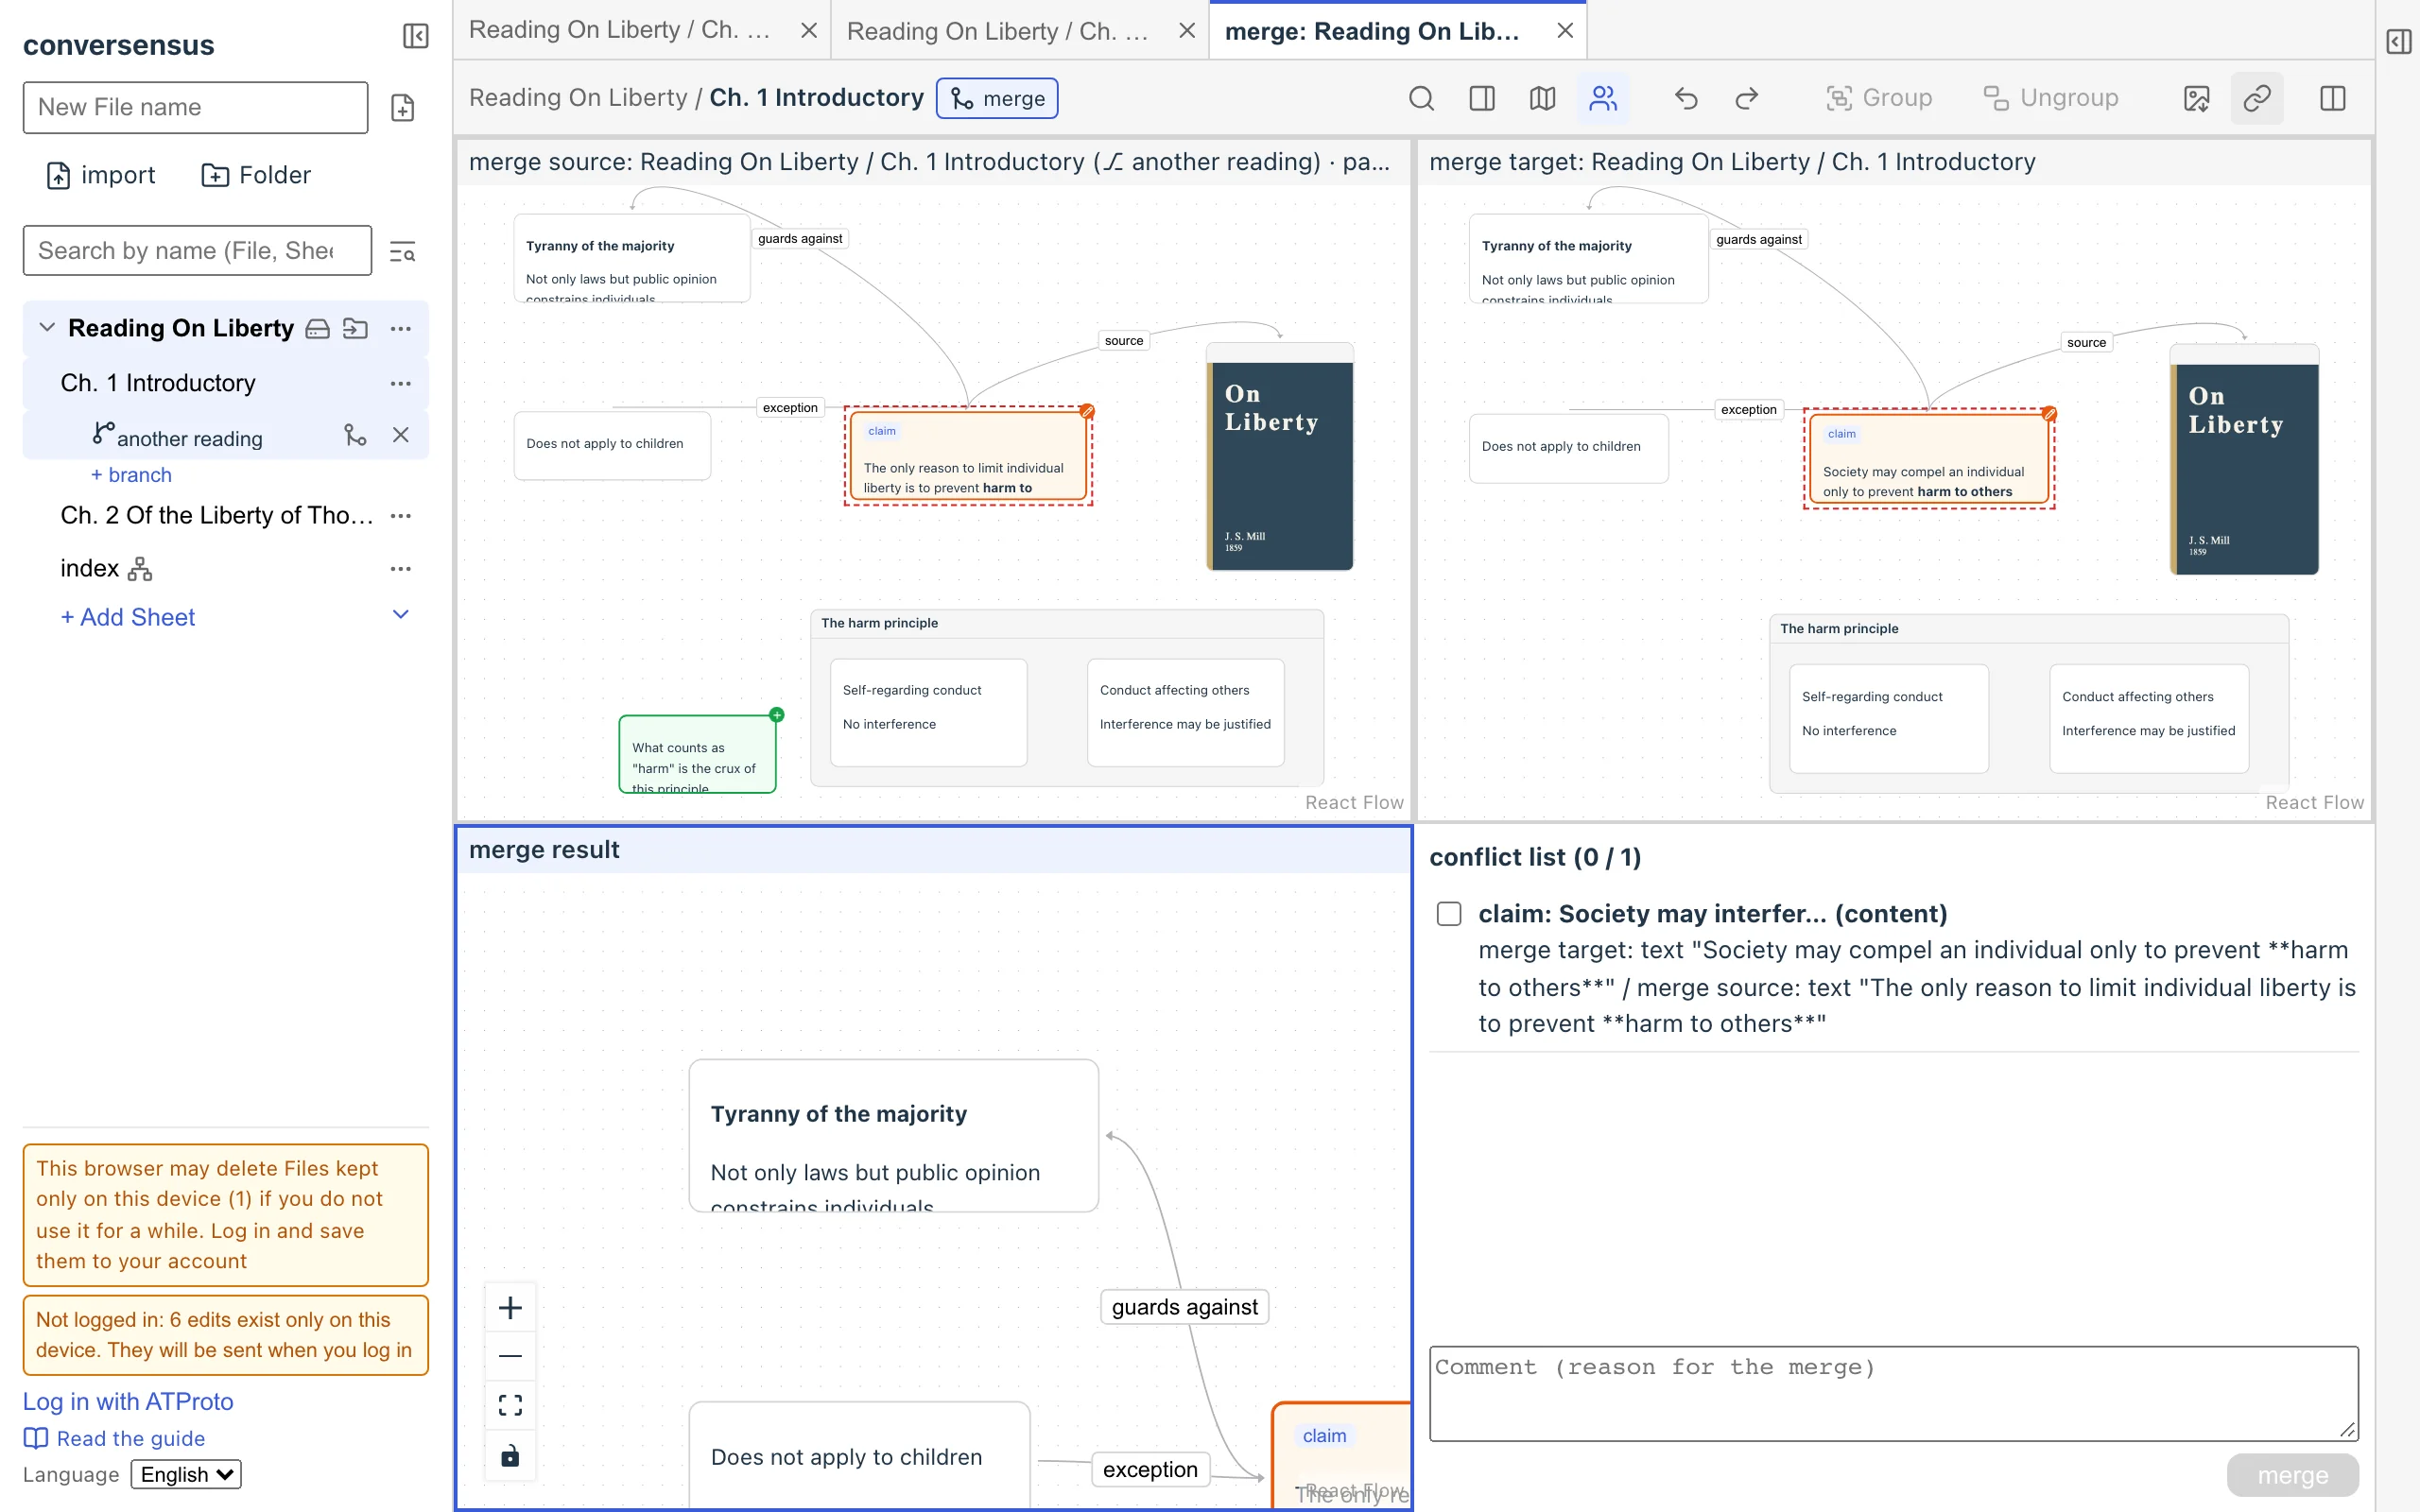 conversensus
New File name
import
Folder
Search by name (File, Shee
Reading On Liberty
Ch. 1 Introductory
another reading
+ branch
Ch. 2 Of the Liberty of Tho...
index
+ Add Sheet
This browser may delete Files kept
only on this device (1) if you do not
use it for a while. Log in and save
them to your account
Not logged in: 6 edits exist only on this
device. They will be sent when you log in
Log in with ATProto
Read the guide
Language English
Reading On Liberty / Ch. ...
Reading On Liberty / Ch. ...
merge: Reading On Lib...
Reading On Liberty / Ch. 1 Introductory
merge
Group
Ungroup
merge source: Reading On Liberty / Ch. 1 Introductory (⌥ another reading) · pa...
Tyranny of the majority
Not only laws but public opinion
constrains individuals
guards against
source
exception
Does not apply to children
claim
The only reason to limit individual
liberty is to prevent harm to
On
Liberty
J. S. Mill
1859
The harm principle
Self-regarding conduct
No interference
Conduct affecting others
Interference may be justified
What counts as
"harm" is the crux of
this principle
React Flow
merge target: Reading On Liberty / Ch. 1 Introductory
Tyranny of the majority
Not only laws but public opinion
constrains individuals
guards against
source
exception
Does not apply to children
claim
Society may compel an individual
only to prevent harm to others
On
Liberty
J. S. Mill
1859
The harm principle
Self-regarding conduct
No interference
Conduct affecting others
Interference may be justified
React Flow
merge result
Tyranny of the majority
Not only laws but public opinion
constrains individuals
guards against
Does not apply to children
exception
claim
The only re
React Flow
conflict list (0 / 1)
claim: Society may interfer... (content)
merge target: text "Society may compel an individual only to prevent **harm
to others**" / merge source: text "The only reason to limit individual liberty is
to prevent **harm to others**"
Comment (reason for the merge)
merge